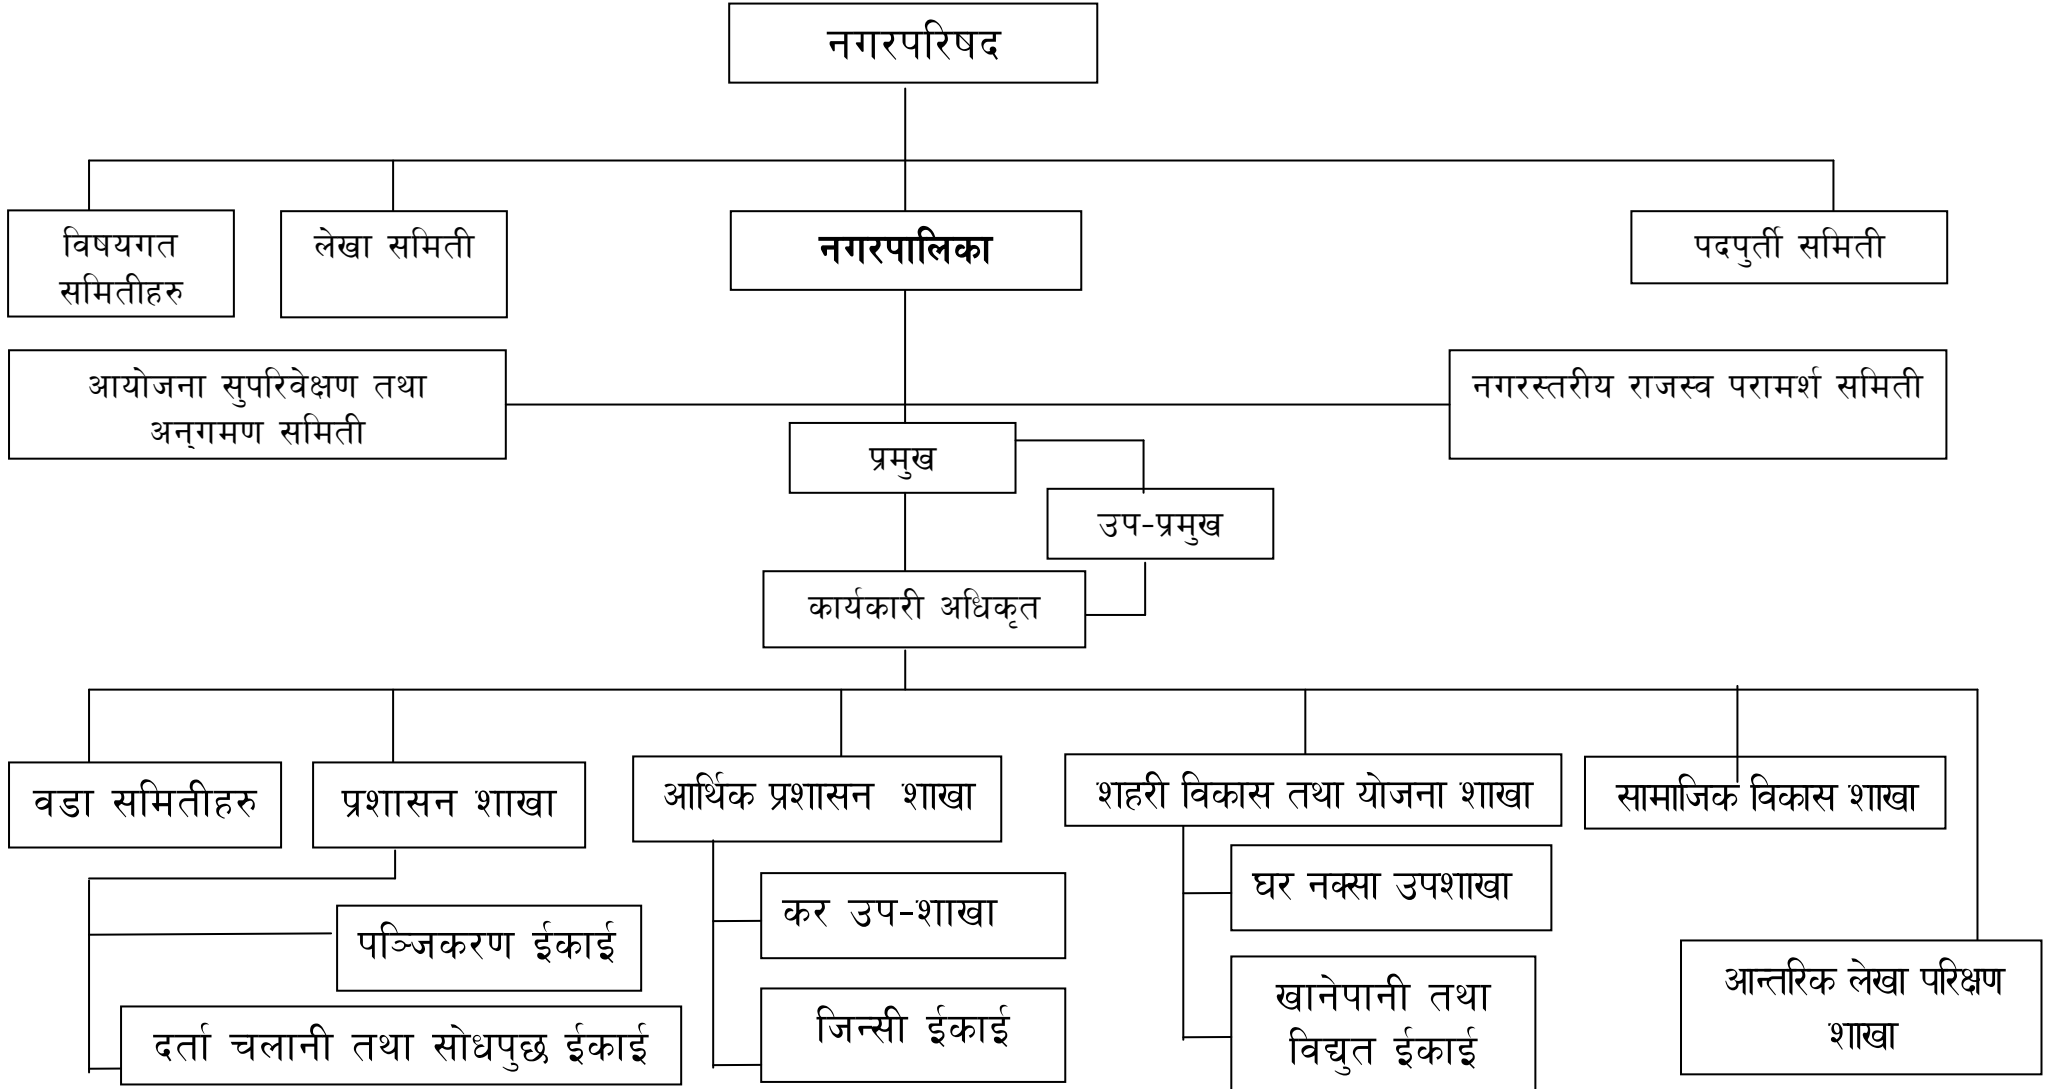 नगरपरिषद
विषयगत
समितीहरु
लेखा समिती
नगरपालिका
पदपुर्ती समिती
आयोजना सुपरिवेक्षण तथा
अनुगमण समिती
नगरस्तरीय राजस्व परामर्श समिती
प्रमुख
उप-प्रमुख
कार्यकारी अधिकृत
वडा समितीहरु
प्रशासन शाखा
आर्थिक प्रशासन शाखा
शहरी विकास तथा योजना शाखा
सामाजिक विकास शाखा
घर नक्सा उपशाखा
कर उप-शाखा
पञ्जिकरण ईकाई
खानेपानी तथा
विद्युत ईकाई
आन्तरिक लेखा परिक्षण
शाखा
जिन्सी ईकाई
दर्ता चलानी तथा सोधपुछ ईकाई